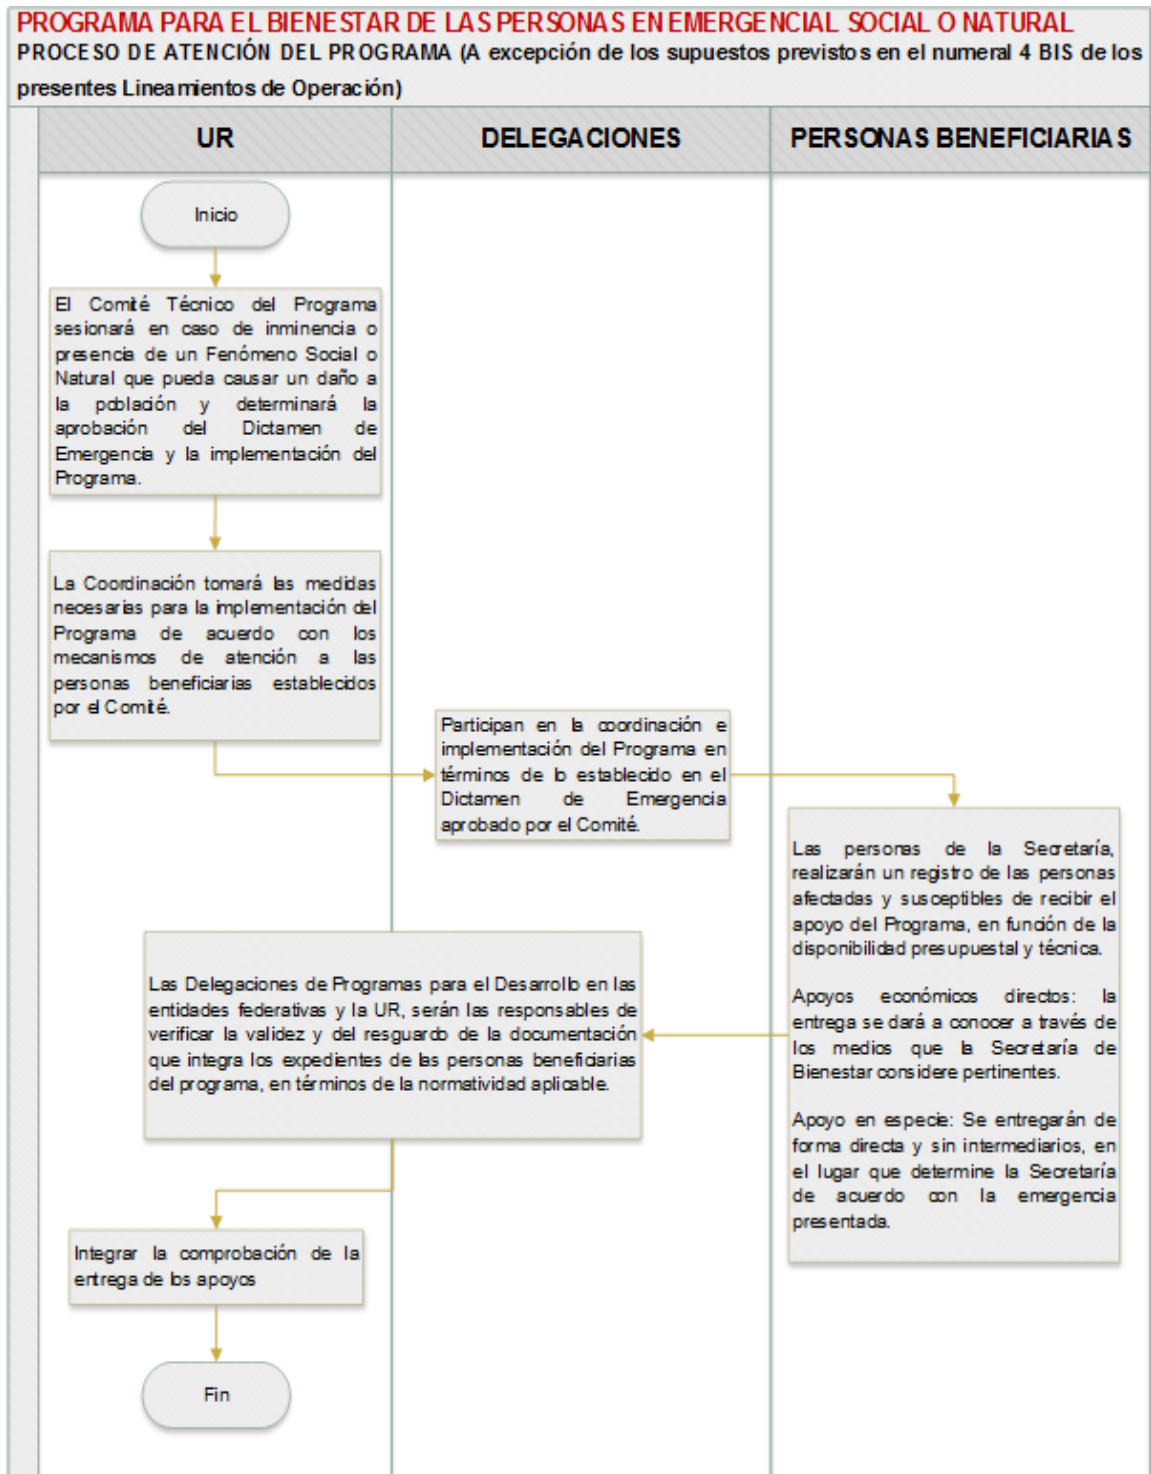 PROGRAMA PARA EL BIENESTAR DE LAS PERSONAS EN EMERGENCIAL SOCIAL O NATURAL
PROCESO DE ATENCIÓN DEL PROGRAMA (A excepción de los supuestos previstos en el numeral 4 BIS de los
presentes Lineamientos de Operación)
UR
DELEGACIONES
PERSONAS BENEFICIARIAS
Inicio
El Comité Técnico del Programa
sesionará en caso de inminencia o
presencia de un Fenómeno Social o
Natural que pueda causar un daño a
la población y determinará la
aprobación del Dictamen de
Emergencia y la implementación del
Programa.
La Coordinación tomará las medidas
necesarias para la implementación del
Programa de acuerdo con los
mecanismos de atención a las
personas beneficiarias establecidos
por el Comité.
Participan en la coordinación e
implementación del Programa en
términos de lo establecido en el
Dictamen de Emergencia
aprobado por el Comité.
Las personas de la Secretaría,
realizarán un registro de las personas
afectadas y susceptibles de recibir el
apoyo del Programa, en función de la
disponibilidad presupuestal y técnica.
Apoyos económicos directos: la
entrega se dará a conocer a través de
los medios que la Secretaría de
Bienestar considere pertinentes.
Apoyo en especie: Se entregarán de
forma directa y sin intermediarios, en
el lugar que determine la Secretaría
de acuerdo con la emergencia
presentada.
Las Delegaciones de Programas para el Desarrollo en las
entidades federativas y la UR, serán las responsables de
verificar la validez y del resguardo de la documentación
que integra los expedientes de las personas beneficiarias
del programa, en términos de la normatividad aplicable.
Integrar la comprobación de la
entrega de los apoyos
Fin